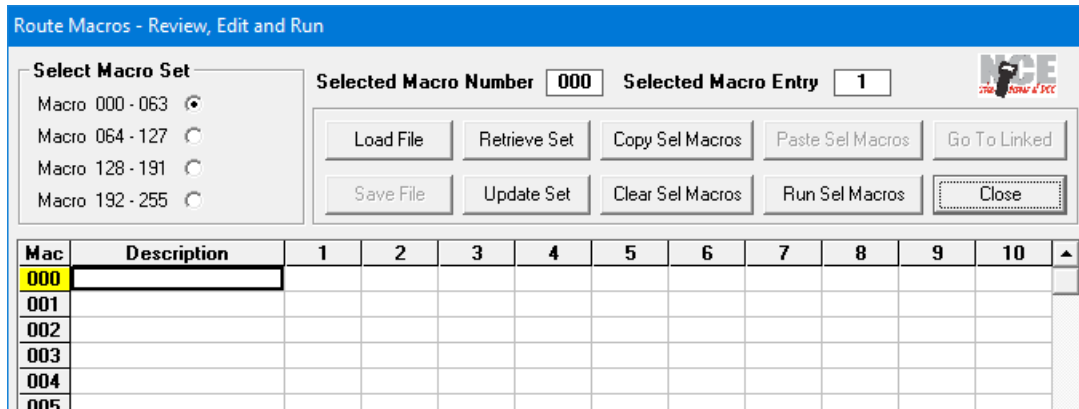 Route Macros - Review, Edit and Run
Select Macro Set
Macro 000 - 063
Macro 064 - 127
Macro 128 - 191
Macro 192 - 255
Selected Macro Number 000 Selected Macro Entry 1
NCE
Load File Retrieve Set Copy Sel Macros Paste Sel Macros Go To Linked
Save File Update Set Clear Sel Macros Run Sel Macros Close
Mac Description 1 2 3 4 5 6 7 8 9 10
000
001
002
003
004
005